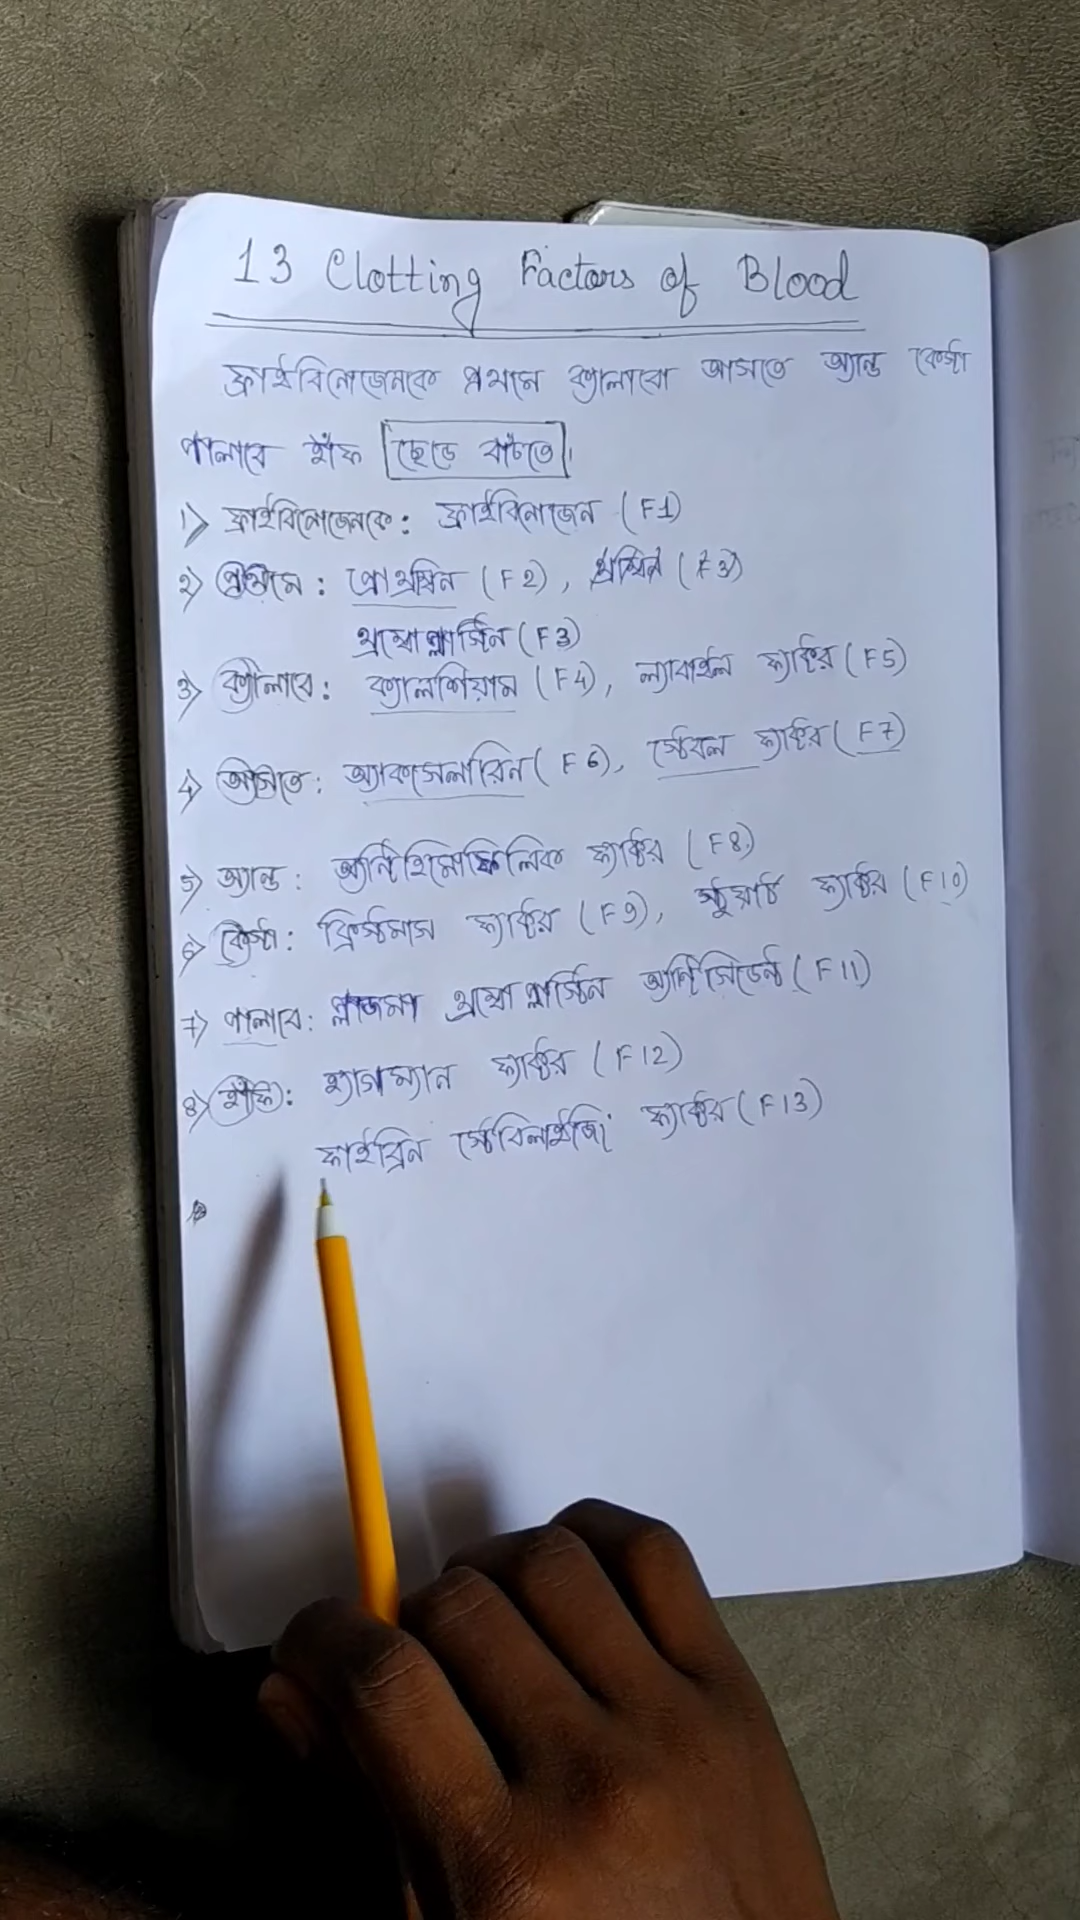 13 Clotting Factors of Blood
ফ্রাইবিনোজেনকে প্রথমে ক্যালাবো আসতে অ্যান্ড কেষ্টা
পালাবে হাঁফ ছেড়ে বাঁচতে।
1) ফ্রাইবিনোজেনকে: ফ্রাইবিনোজেন (F1)
২) প্রথমে: প্রোথ্রম্বিন (F2), থ্রম্বিন (F3)
থ্রম্বোপ্লাস্টিন (F3)
3) ক্যালাবে: ক্যালশিয়াম (F4), ল্যাবাইল ফ্যাক্টর (F5)
4) আসতে: অ্যাকসেলারিন (F6), স্টেবল ফ্যাক্টর (F7)
5) অ্যান্ড: অ্যান্টিহিমোফিলিক ফ্যাক্টর (F8)
6) কেষ্টা: ক্রিস্টমাস ফ্যাক্টর (F9), স্টুয়ার্ট ফ্যাক্টর (F10)
7) পালাবে: প্লাজমা থ্রম্বোপ্লাস্টিন অ্যান্টিসিডেন্ট (F11)
8) হাঁফ: হ্যাগম্যান ফ্যাক্টর (F12)
ফাইব্রিন স্টেবিলাইজিং ফ্যাক্টর (F13)